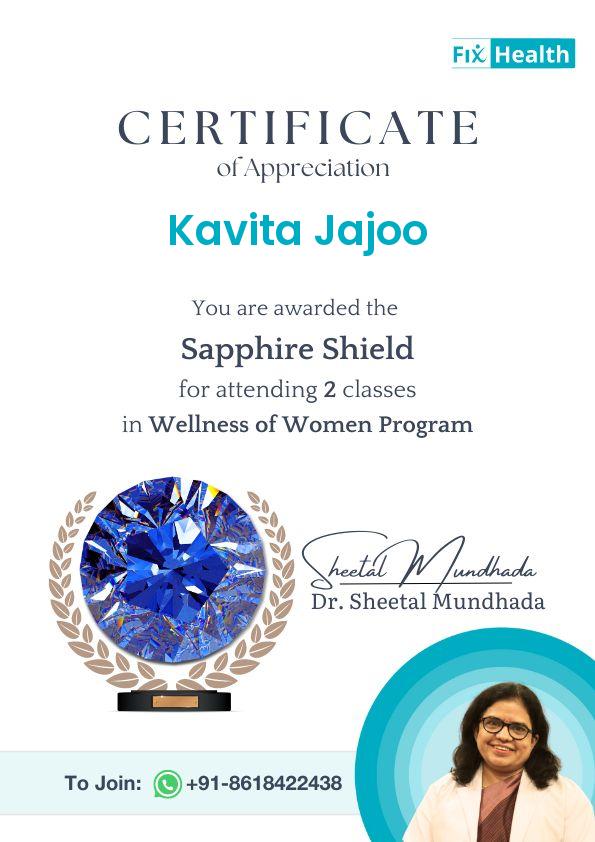 Fix Health
CERTIFICATE
of Appreciation
Kavita Jajoo
You are awarded the
Sapphire Shield
for attending 2 classes
in Wellness of Women Program
Sheetal Mundhada
Dr. Sheetal Mundhada
To Join: +91-8618422438